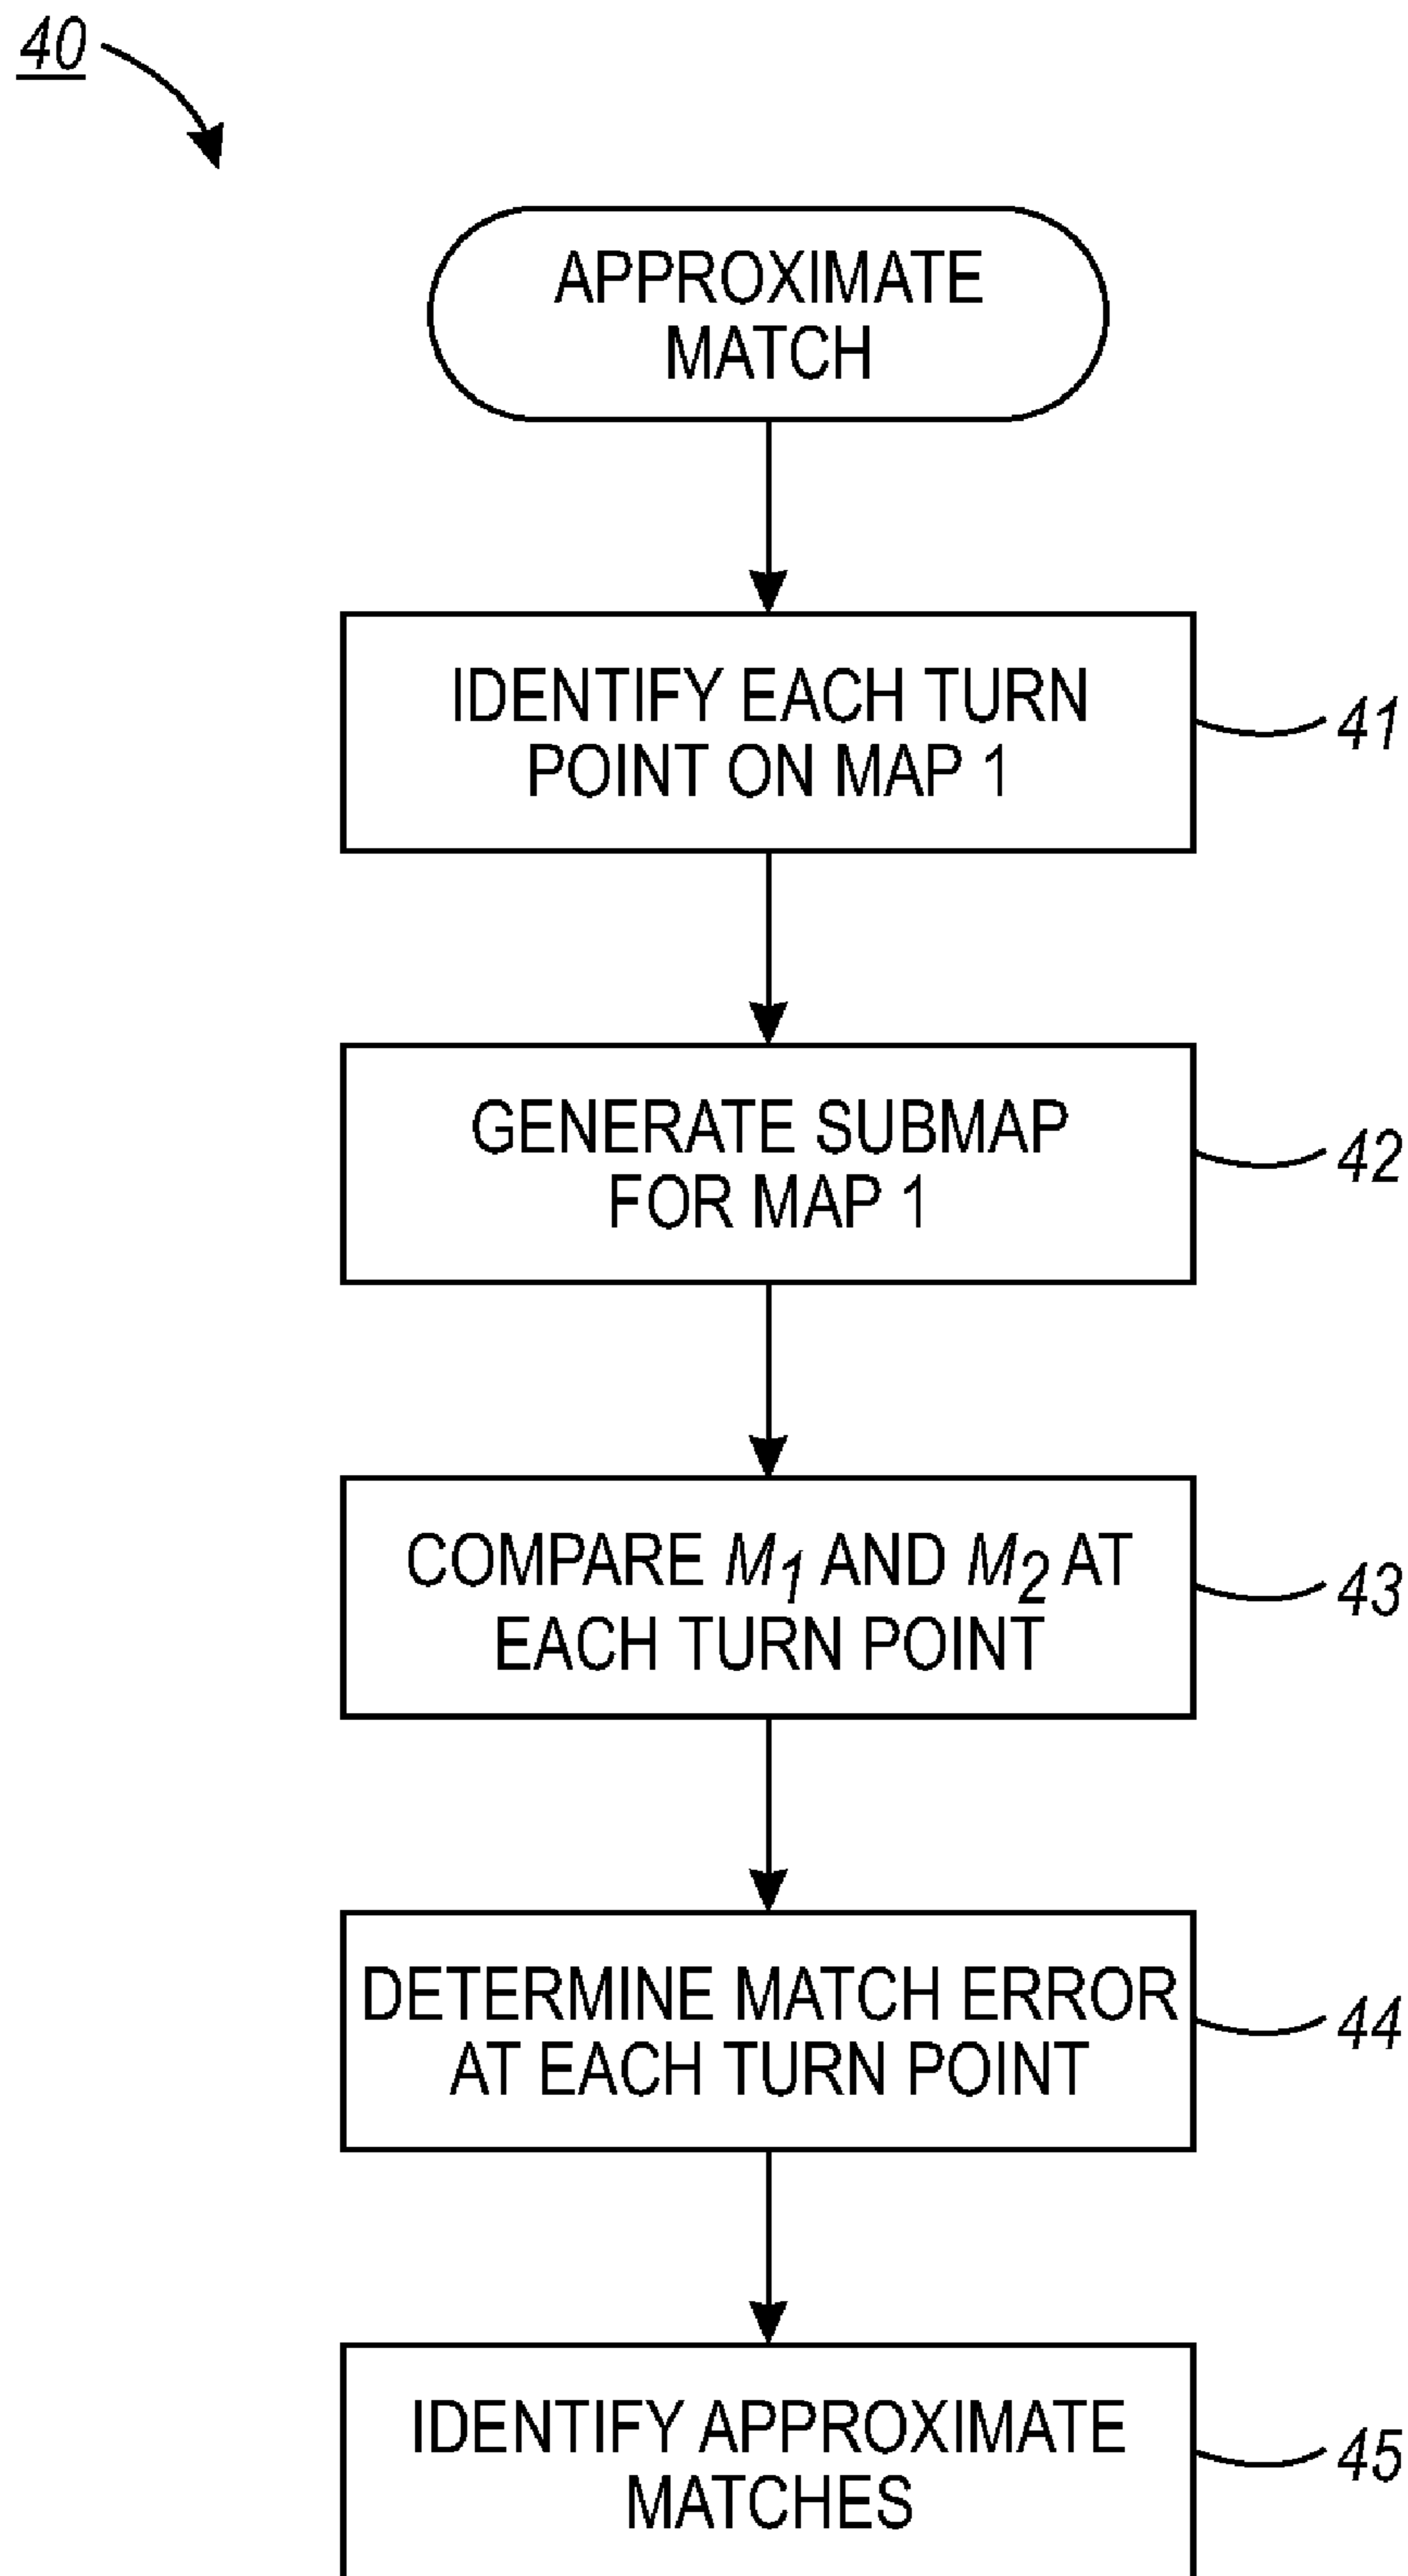 40
APPROXIMATE
MATCH
IDENTIFY EACH TURN
POINT ON MAP 1
41
GENERATE SUBMAP
FOR MAP 1
42
COMPARE M1 AND M2 AT
EACH TURN POINT
43
DETERMINE MATCH ERROR
AT EACH TURN POINT
44
IDENTIFY APPROXIMATE
MATCHES
45